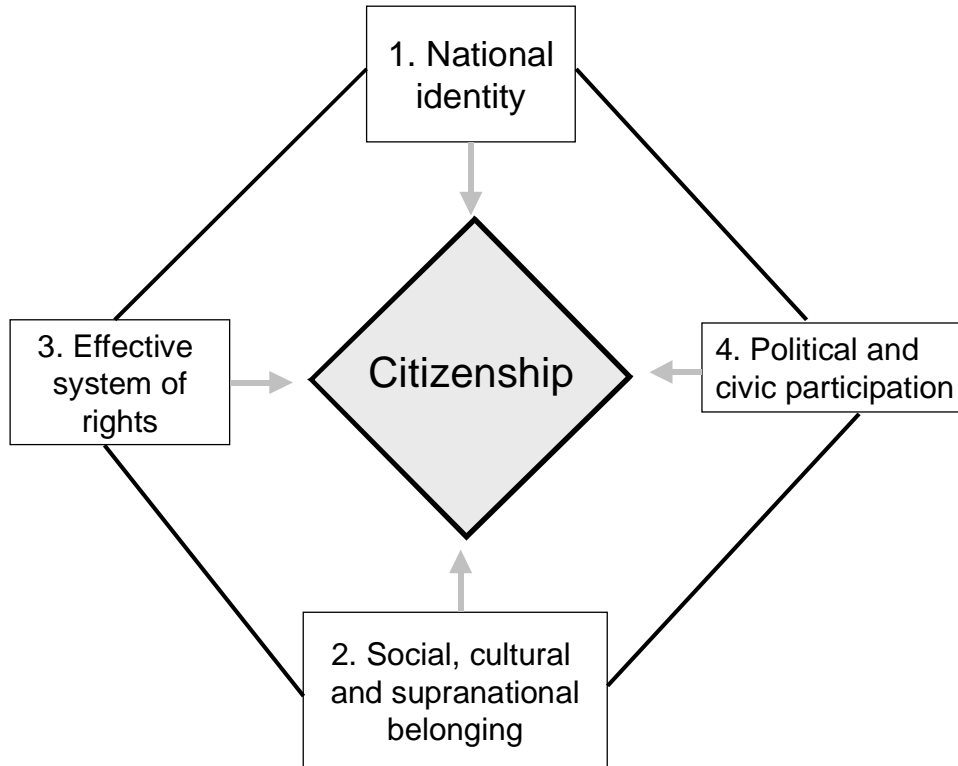 1. National
identity
3. Effective
system of
rights
Citizenship
4. Political and
civic participation
2. Social, cultural
and supranational
belonging